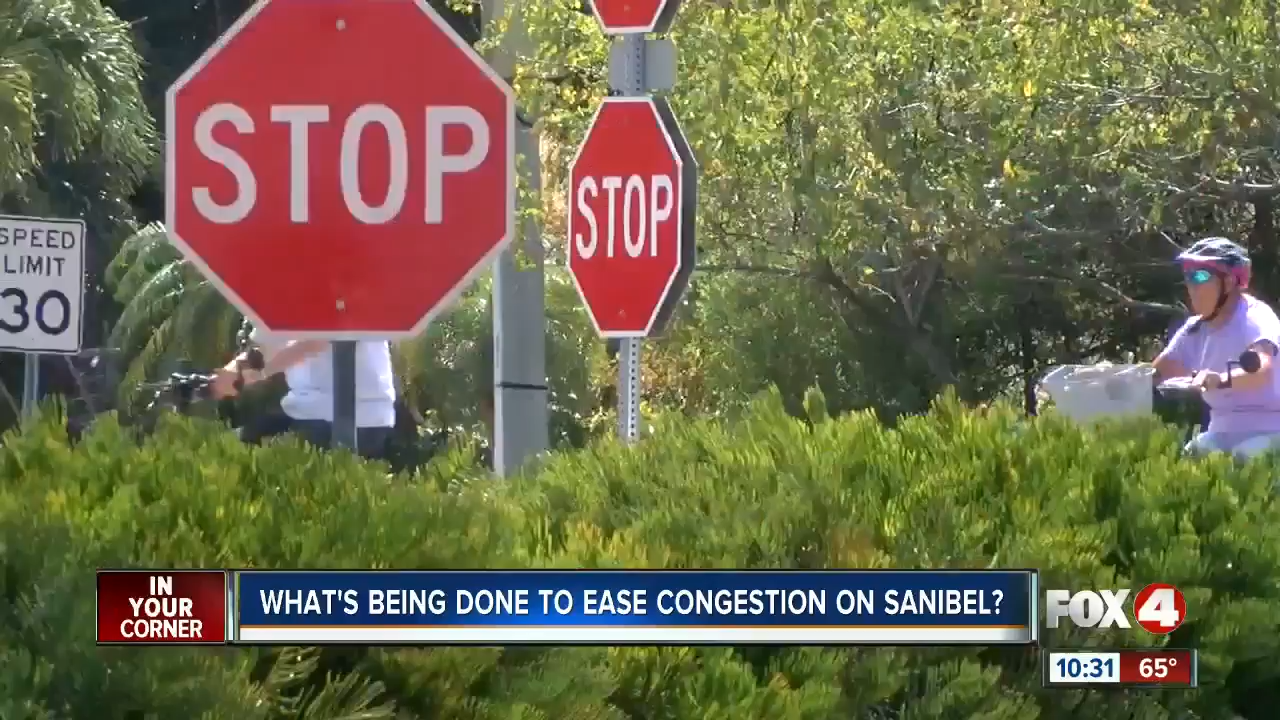 STOP
STOP
SPEED
LIMIT
30
IN
YOUR
CORNER
WHAT'S BEING DONE TO EASE CONGESTION ON SANIBEL?
FOX 4
10:31 65°